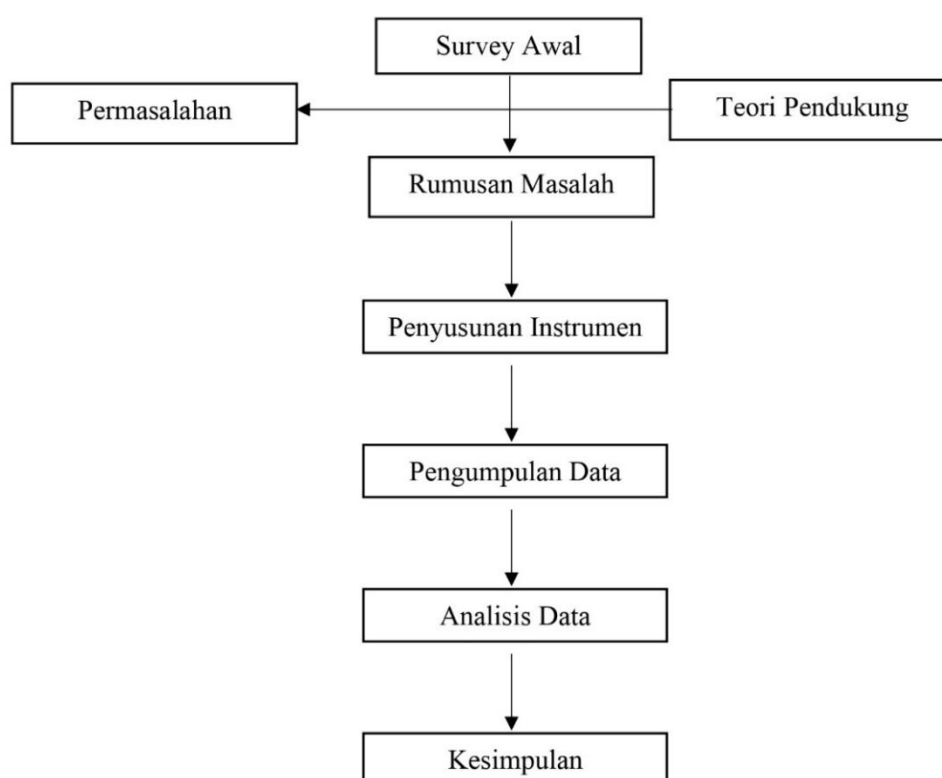 Survey Awal
Permasalahan
Teori Pendukung
Rumusan Masalah
Penyusunan Instrumen
Pengumpulan Data
Analisis Data
Kesimpulan